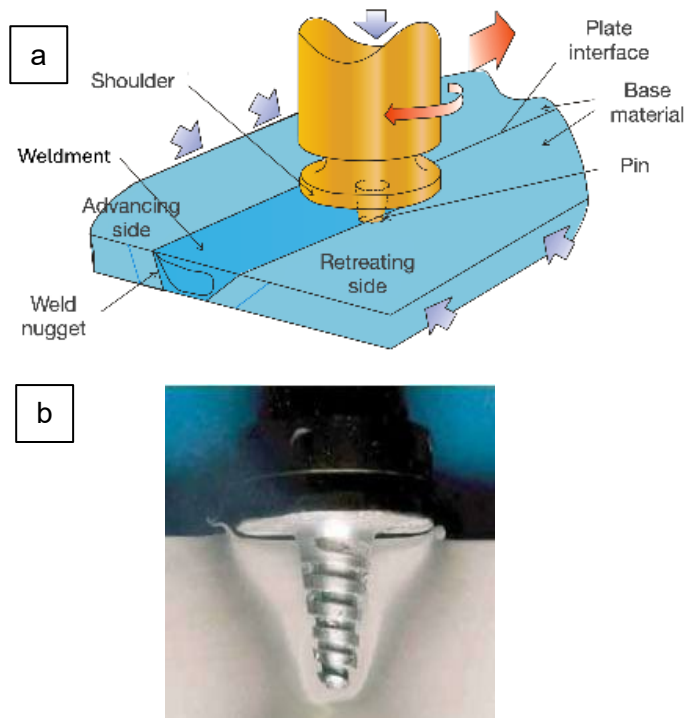 a
Plate
interface
Shoulder
Base
material
Weldment
Pin
Advancing
side
Retreating
side
Weld
nugget
b